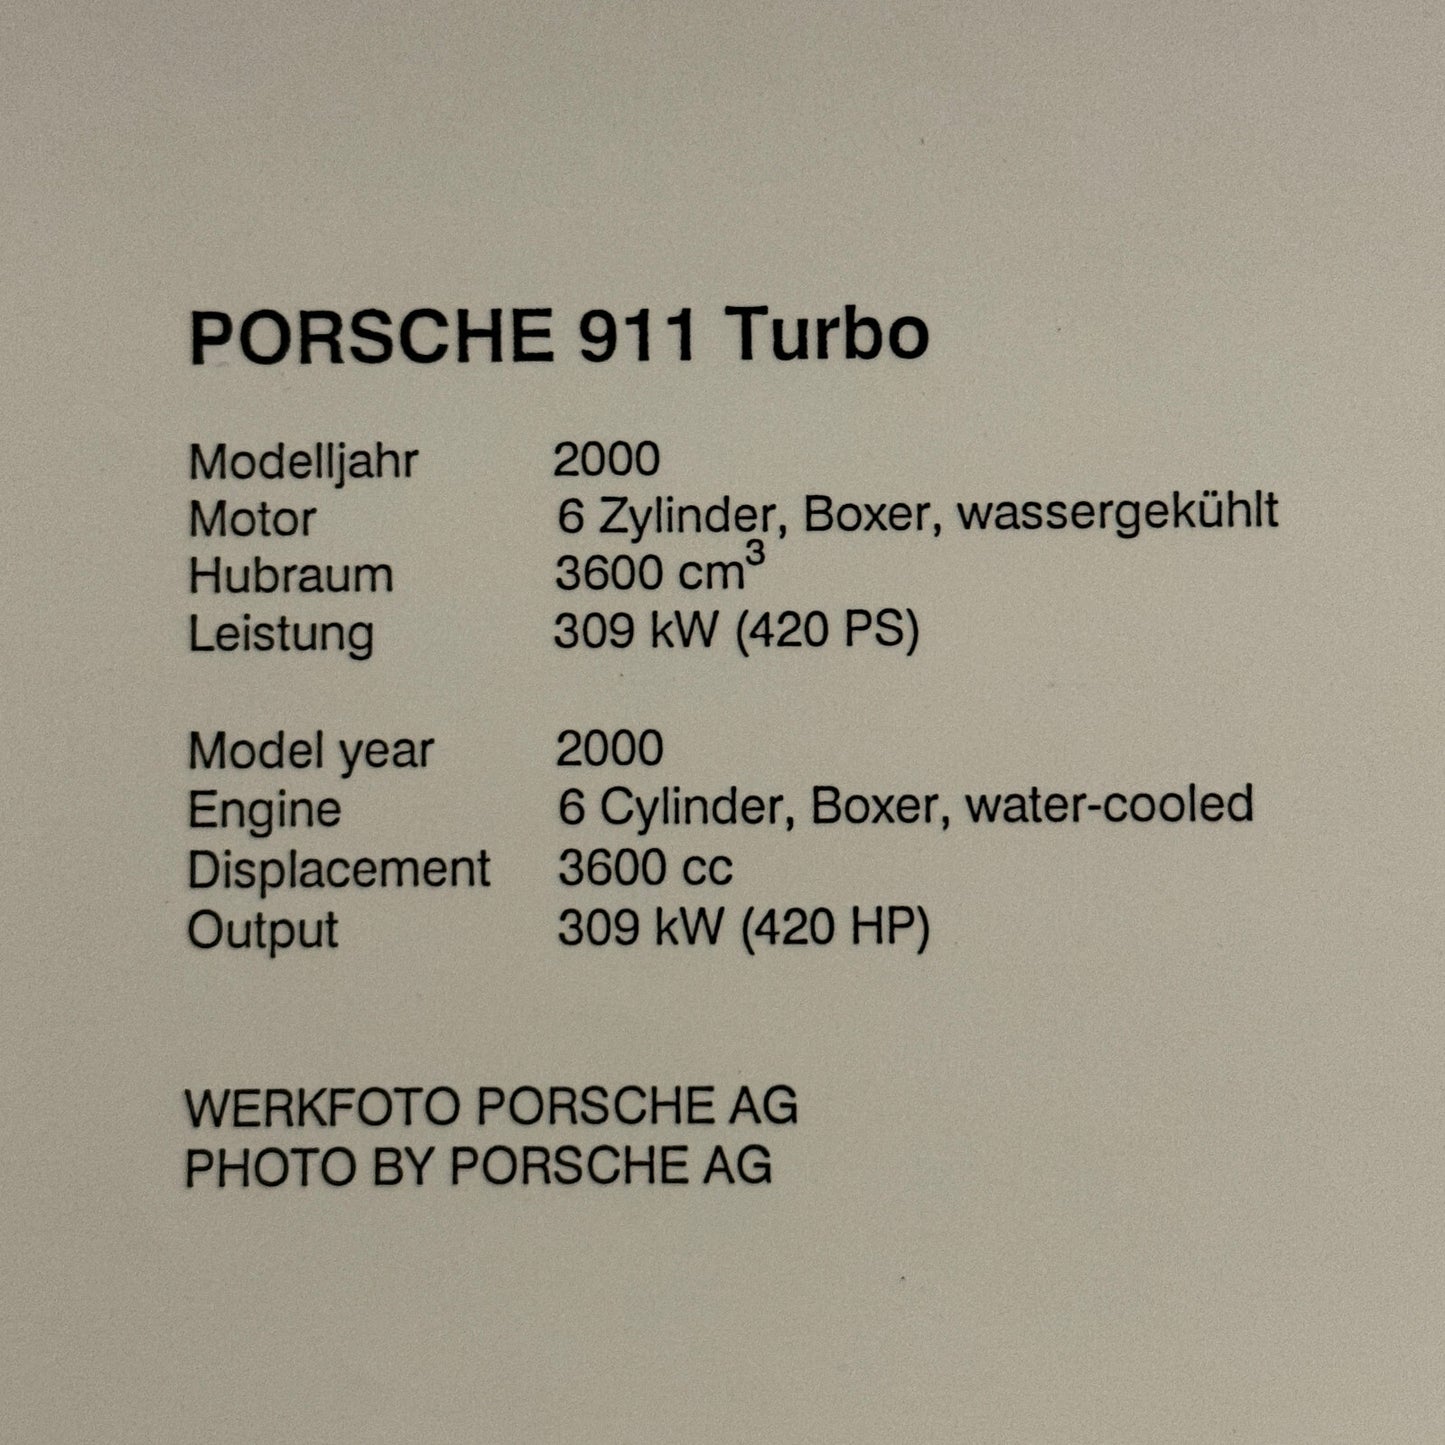 PORSCHE 911 Turbo
Modelljahr 2000
Motor 6 Zylinder, Boxer, wassergekühlt
Hubraum 3600 cm³
Leistung 309 kW (420 PS)
Model year 2000
Engine 6 Cylinder, Boxer, water-cooled
Displacement 3600 cc
Output 309 kW (420 HP)
WERKFOTO PORSCHE AG
PHOTO BY PORSCHE AG